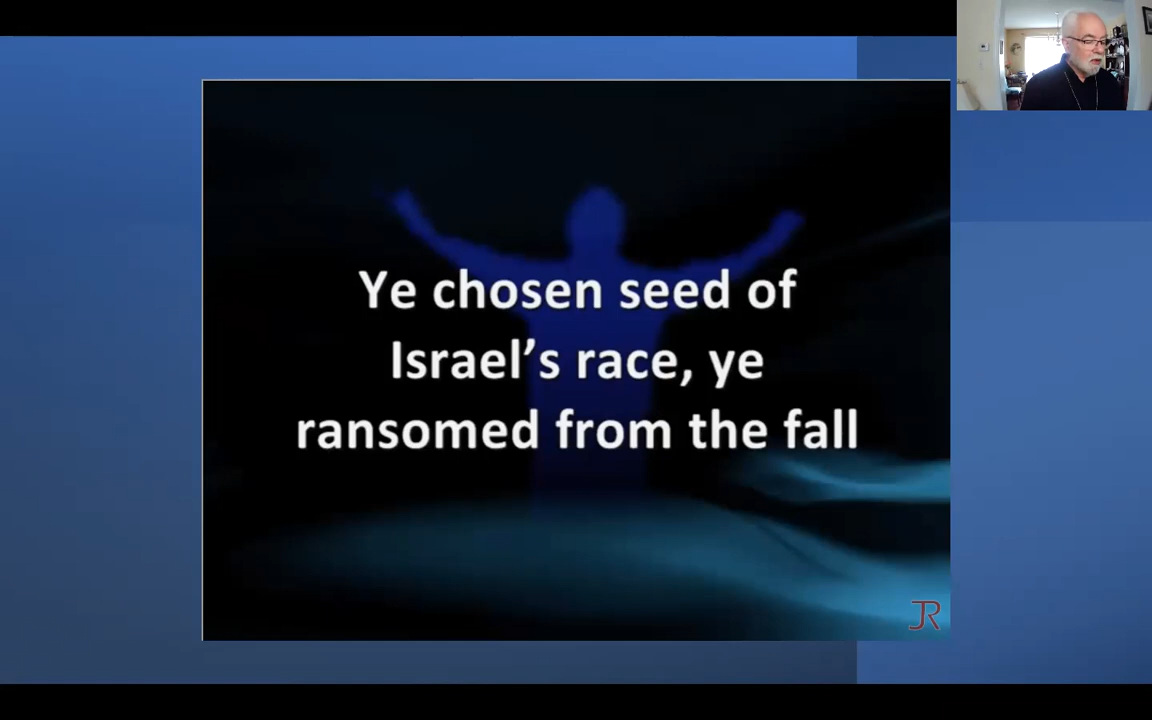 Ye chosen seed of
Israel’s race, ye
ransomed from the fall
JR